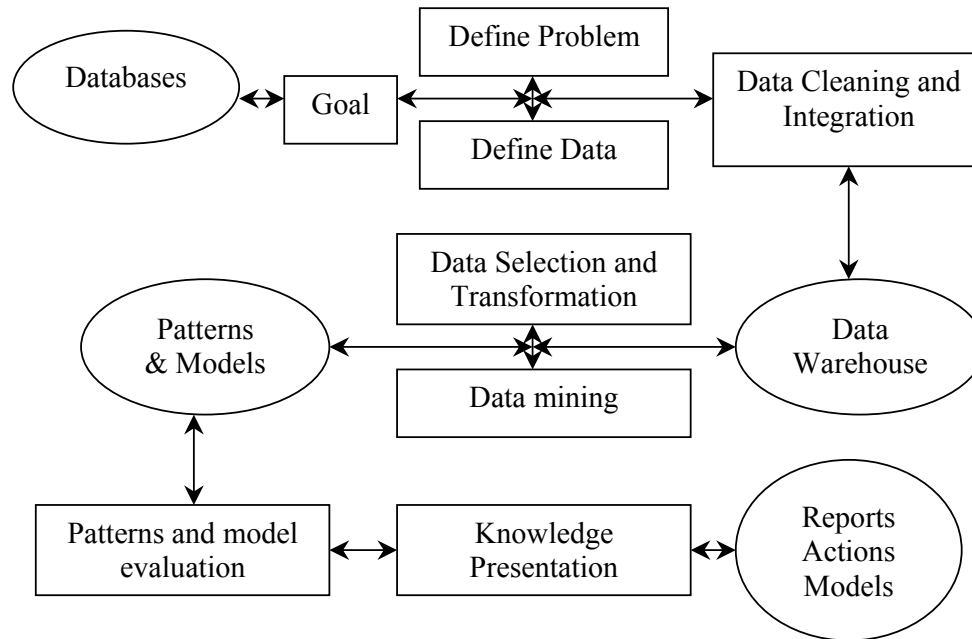 Databases
Goal
Define Problem
Define Data
Data Cleaning and
Integration
Data Selection and
Transformation
Patterns
& Models
Data mining
Data
Warehouse
Patterns and model
evaluation
Knowledge
Presentation
Reports
Actions
Models